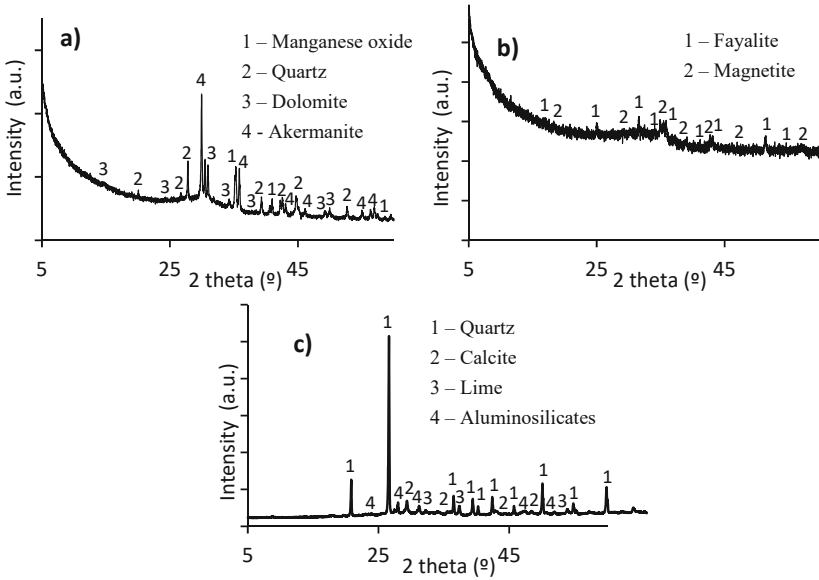 a)
1 – Manganese oxide
2 – Quartz
3 – Dolomite
4 - Akermanite
Intensity (a.u.)
3 2 3 2 2 4 3 1 4 3 2 1 2 4 2 4 3 3 2 4 4 1
5 25 45
2 theta (º)
b)
1 – Fayalite
2 – Magnetite
Intensity (a.u.)
1 2 1 2 1 1 2 1 2 1 2 1 2 1 1 2
5 25 45
2 theta (º)
c)
1 – Quartz
2 – Calcite
3 – Lime
4 – Aluminosilicates
Intensity (a.u.)
1 4 1 4 2 4 3 2 1 3 1 1 1 2 1 4 2 1 4 3 1 1
5 25 45
2 theta (º)